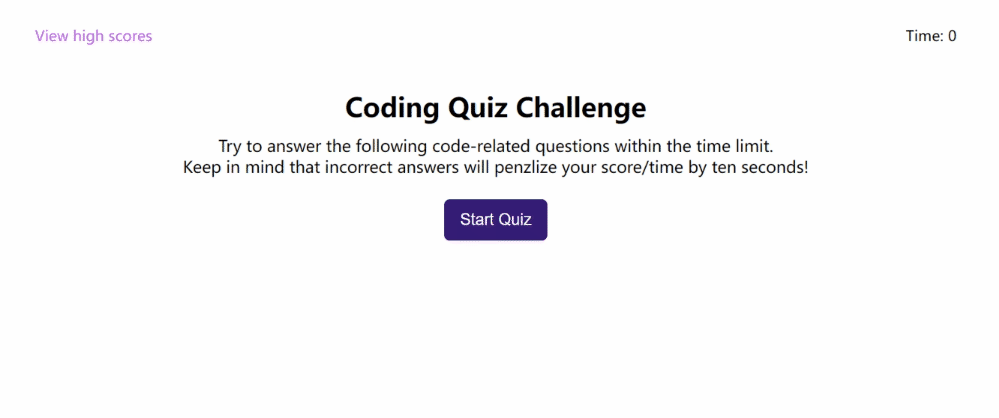 View high scores
Time: 0
Coding Quiz Challenge
Try to answer the following code-related questions within the time limit.
Keep in mind that incorrect answers will penzlize your score/time by ten seconds!
Start Quiz